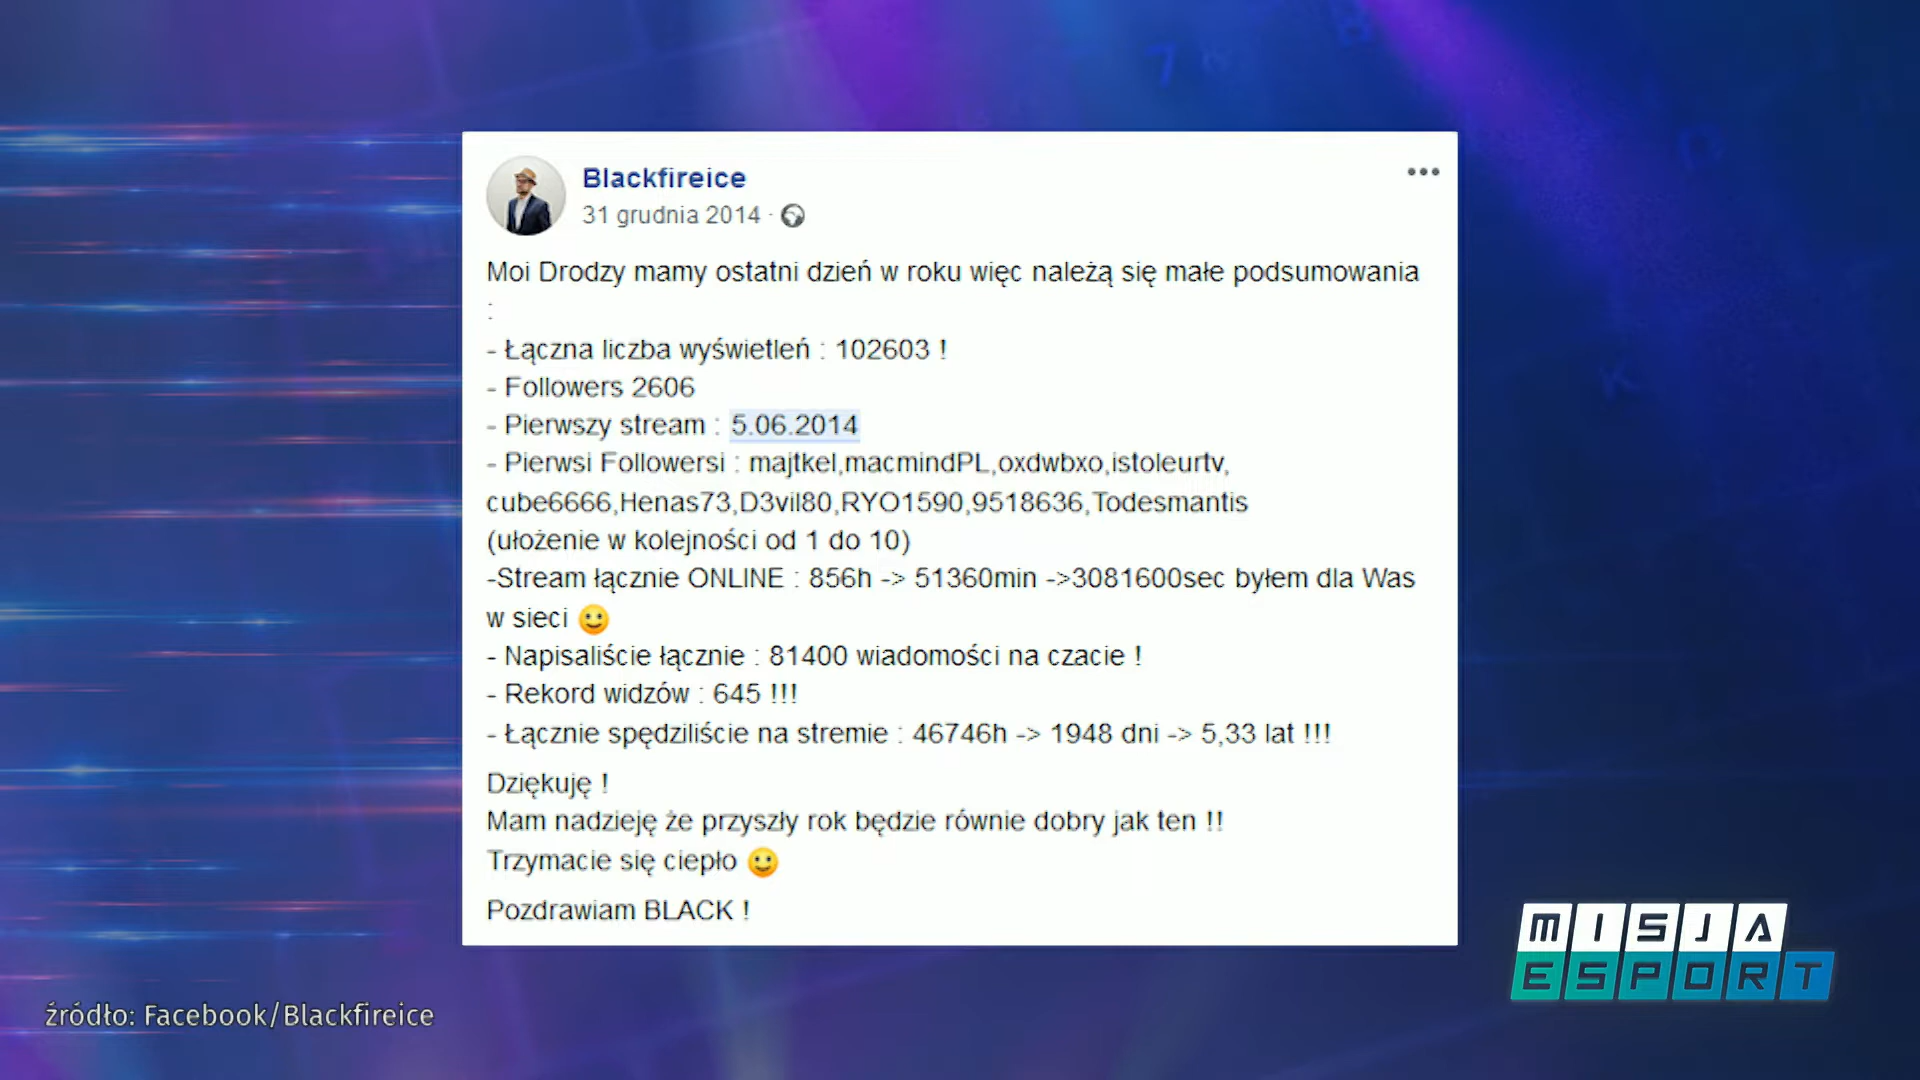 Blackfireice
31 grudnia 2014 ·
Moi Drodzy mamy ostatni dzień w roku więc należą się małe podsumowania
:
- Łączna liczba wyświetleń : 102603 !
- Followers 2606
- Pierwszy stream : 5.06.2014
- Pierwsi Followersi : majtkel,macmindPL,oxdwbxo,istoleurtv,
cube6666,Henas73,D3vil80,RYO1590,9518636,Todesmantis
(ułożenie w kolejności od 1 do 10)
-Stream łącznie ONLINE : 856h -> 51360min ->3081600sec byłem dla Was
w sieci 🙂
- Napisaliście łącznie : 81400 wiadomości na czacie !
- Rekord widzów : 645 !!!
- Łącznie spędziliście na stremie : 46746h -> 1948 dni -> 5,33 lat !!!
Dziękuję !
Mam nadzieję że przyszły rok będzie równie dobry jak ten !!
Trzymacie się ciepło 🙂
Pozdrawiam BLACK !
MISJA
ESPORT
źródło: Facebook/Blackfireice